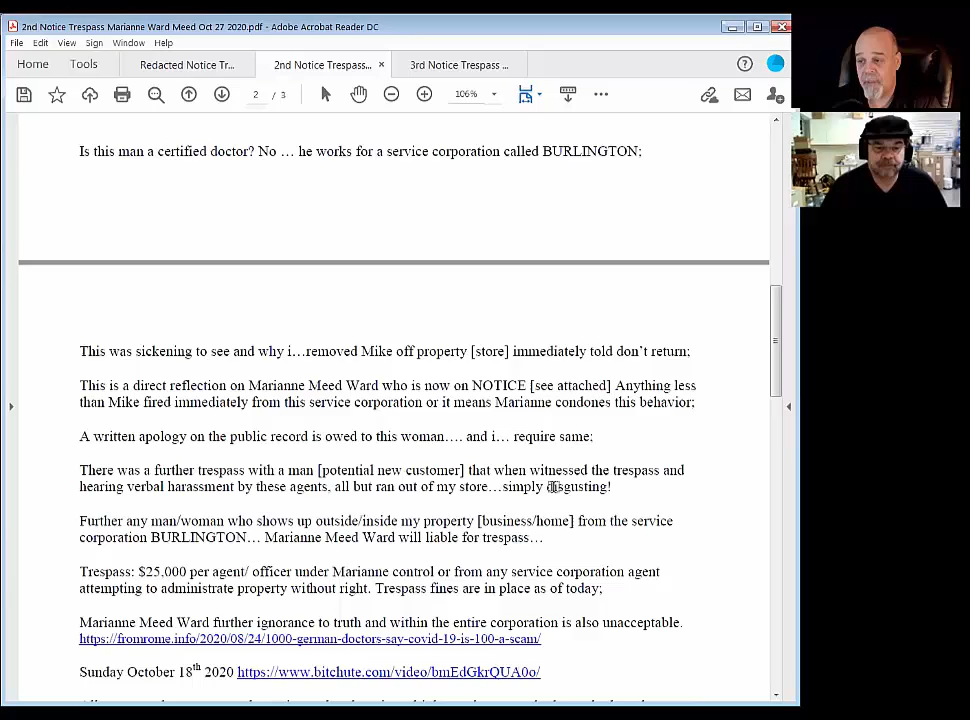 2nd Notice Trespass Marianne Ward Meed Oct 27 2020.pdf - Adobe Acrobat Reader DC
File Edit View Sign Window Help
Home Tools Redacted Notice Tr... 2nd Notice Trespass... × 3rd Notice Trespass ...
2 / 3 106%
Is this man a certified doctor? No … he works for a service corporation called BURLINGTON;
This was sickening to see and why i…removed Mike off property [store] immediately told don’t return;
This is a direct reflection on Marianne Meed Ward who is now on NOTICE [see attached] Anything less
than Mike fired immediately from this service corporation or it means Marianne condones this behavior;
A written apology on the public record is owed to this woman…. and i… require same;
There was a further trespass with a man [potential new customer] that when witnessed the trespass and
hearing verbal harassment by these agents, all but ran out of my store…simply disgusting!
Further any man/woman who shows up outside/inside my property [business/home] from the service
corporation BURLINGTON… Marianne Meed Ward will liable for trespass…
Trespass: $25,000 per agent/ officer under Marianne control or from any service corporation agent
attempting to administrate property without right. Trespass fines are in place as of today;
Marianne Meed Ward further ignorance to truth and within the entire corporation is also unacceptable.
https://fromrome.info/2020/08/24/1000-german-doctors-say-covid-19-is-100-a-scam/
Sunday October 18th 2020 https://www.bitchute.com/video/bmEdGkrQUA0o/